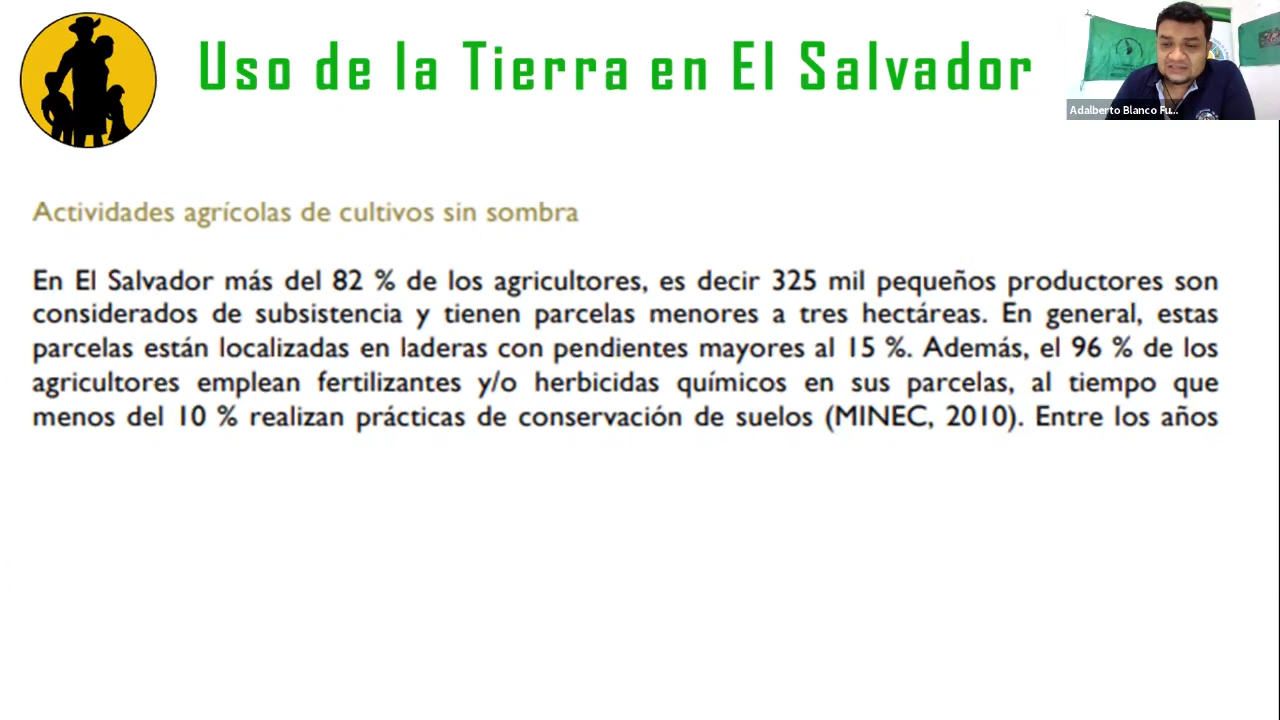 Uso de la Tierra en El Salvador
Adalberto Blanco Fu...
Actividades agrícolas de cultivos sin sombra
En El Salvador más del 82 % de los agricultores, es decir 325 mil pequeños productores son
considerados de subsistencia y tienen parcelas menores a tres hectáreas. En general, estas
parcelas están localizadas en laderas con pendientes mayores al 15 %. Además, el 96 % de los
agricultores emplean fertilizantes y/o herbicidas químicos en sus parcelas, al tiempo que
menos del 10 % realizan prácticas de conservación de suelos (MINEC, 2010). Entre los años